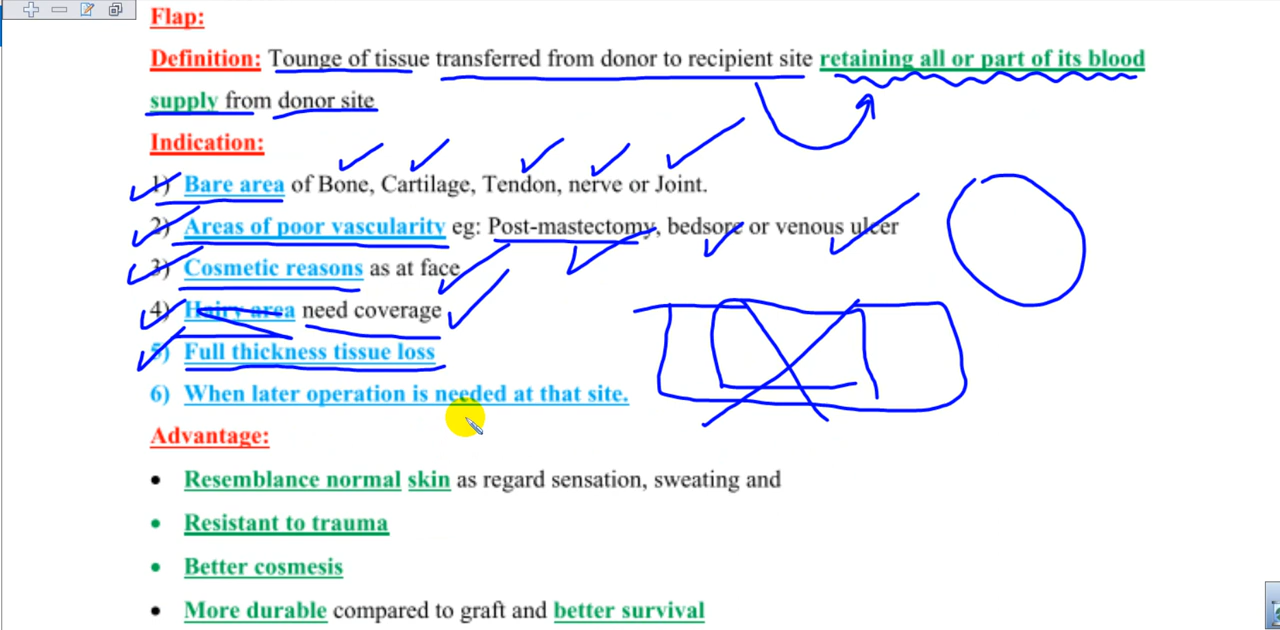 Flap:
Definition: Tounge of tissue transferred from donor to recipient site retaining all or part of its blood
supply from donor site
Indication:
1) Bare area of Bone, Cartilage, Tendon, nerve or Joint.
2) Areas of poor vascularity eg: Post-mastectomy, bedsore or venous ulcer
3) Cosmetic reasons as at face
4) Hairy area need coverage
5) Full thickness tissue loss
6) When later operation is needed at that site.
Advantage:
• Resemblance normal skin as regard sensation, sweating and
• Resistant to trauma
• Better cosmesis
• More durable compared to graft and better survival